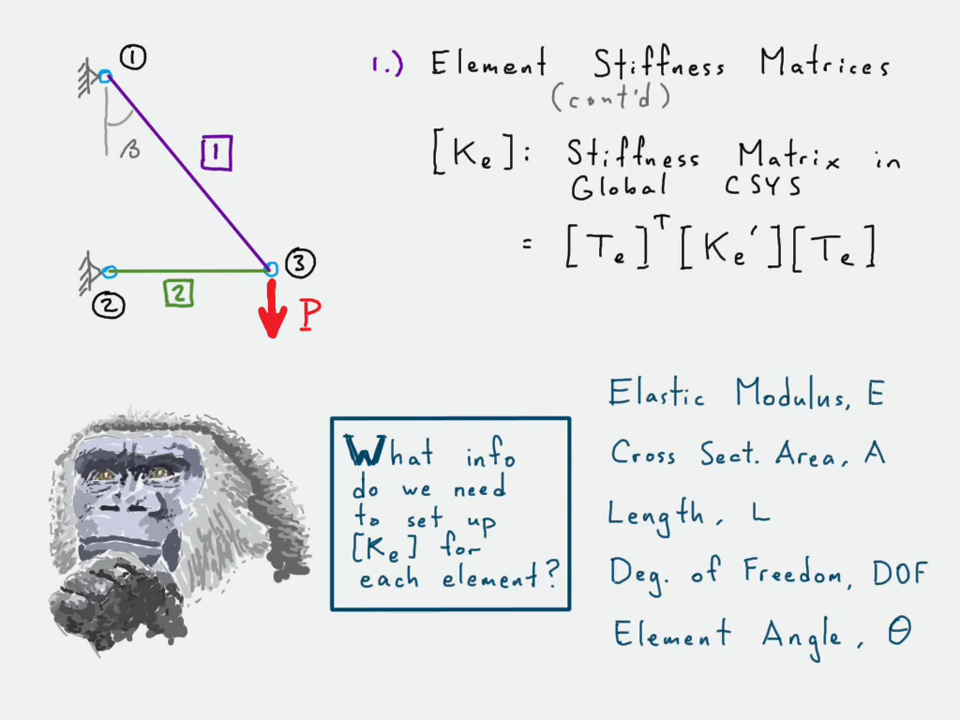 ①
β
1
②
2
③
P
1.) Element Stiffness Matrices
(cont'd)
[Ke]: Stiffness Matrix in
Global CSYS
= [Te]ᵀ[Ke'][Te]
What info
do we need
to set up
[Ke] for
each element?
Elastic Modulus, E
Cross Sect. Area, A
Length, L
Deg. of Freedom, DOF
Element Angle, θ